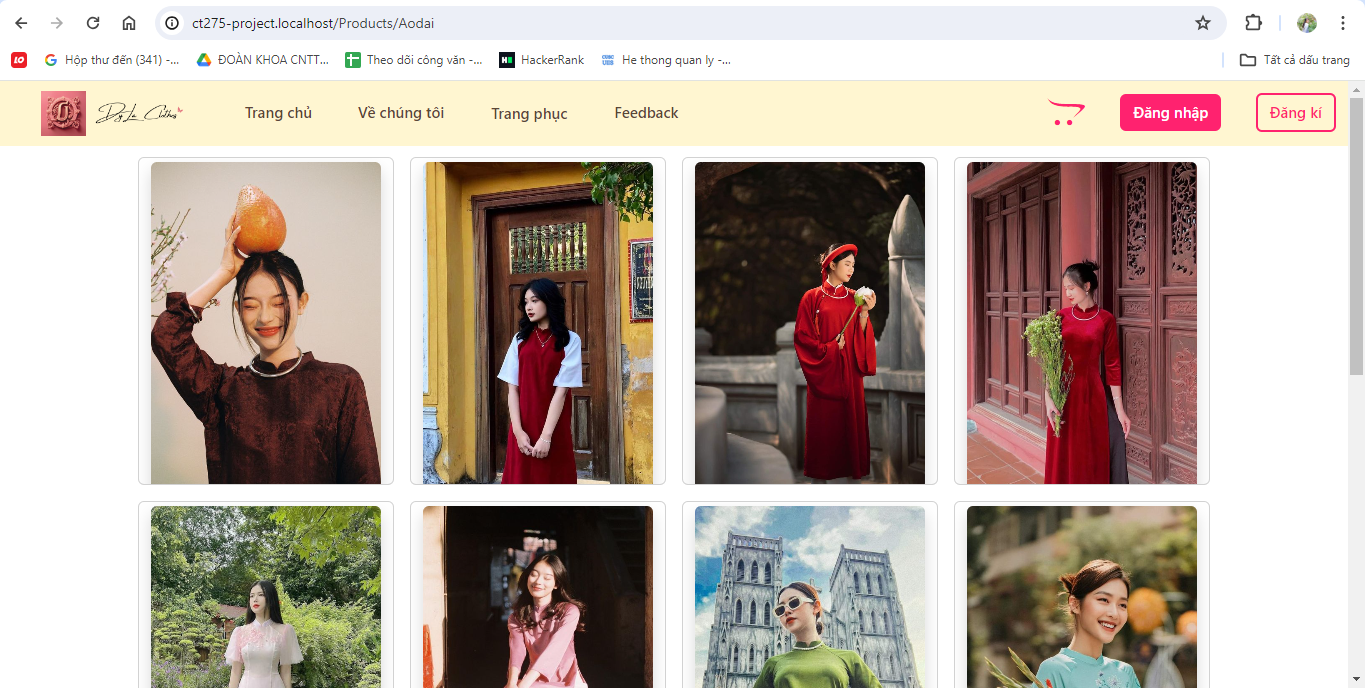 ct275-project.localhost/Products/Aodai
Hộp thư đến (341) -...
ĐOÀN KHOA CNTT...
Theo dõi công văn -...
HackerRank
He thong quan ly -...
Tất cả dấu trang
Trang chủ
Về chúng tôi
Trang phục
Feedback
Đăng nhập
Đăng kí